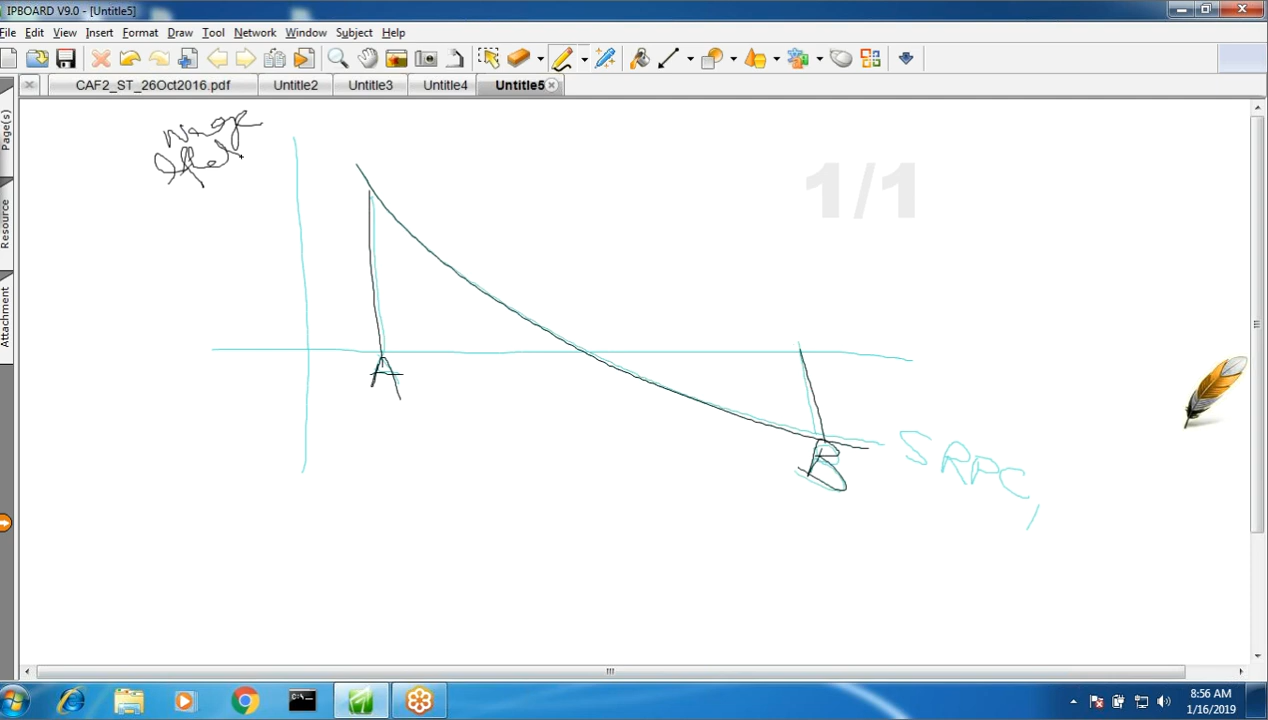 IPBOARD V9.0 - [Untitle5]
File Edit View Insert Format Draw Tool Network Window Subject Help
CAF2_ST_26Oct2016.pdf Untitle2 Untitle3 Untitle4 Untitle5
Page(s)
Resource
Attachment
1/1
Wage
A
B
SRPC,
8:56 AM
1/16/2019